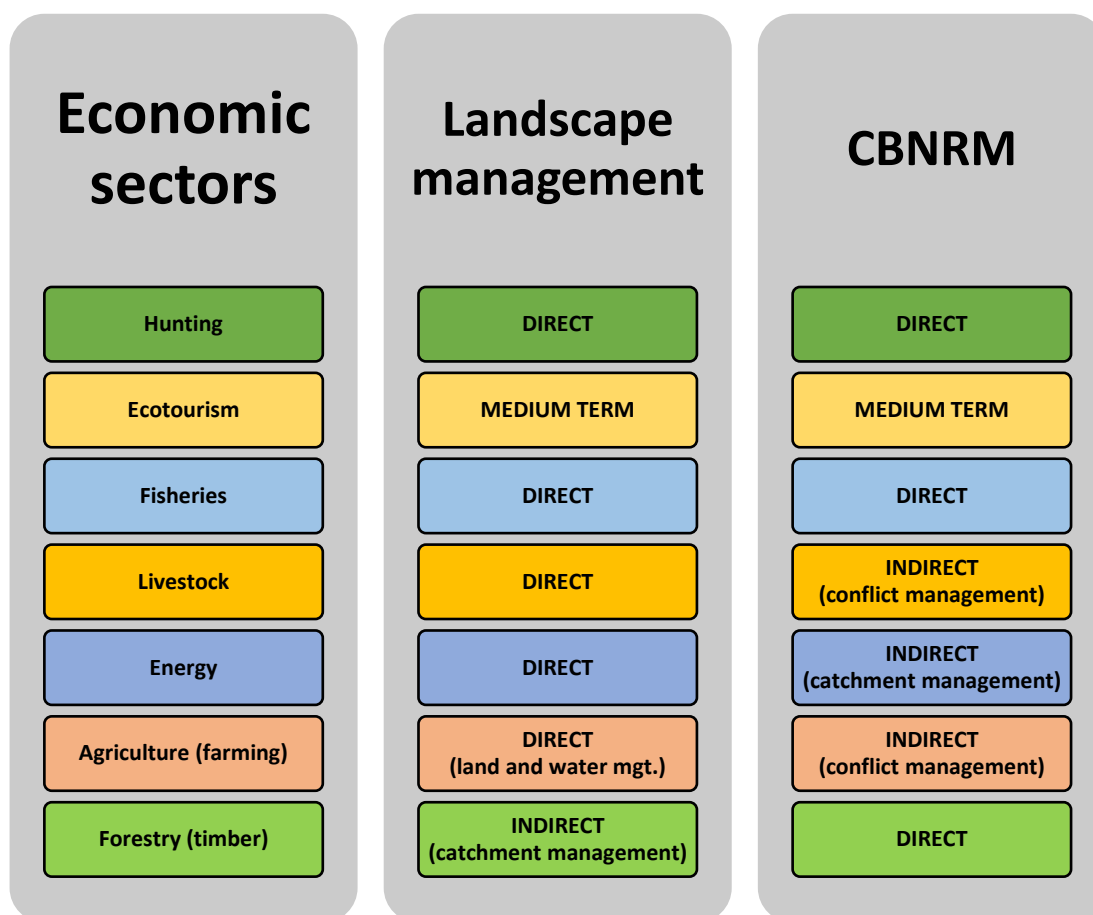 Economic
sectors
Hunting
Ecotourism
Fisheries
Livestock
Energy
Agriculture (farming)
Forestry (timber)
Landscape
management
DIRECT
MEDIUM TERM
DIRECT
DIRECT
DIRECT
DIRECT
(land and water mgt.)
INDIRECT
(catchment management)
CBNRM
DIRECT
MEDIUM TERM
DIRECT
INDIRECT
(conflict management)
INDIRECT
(catchment management)
INDIRECT
(conflict management)
DIRECT